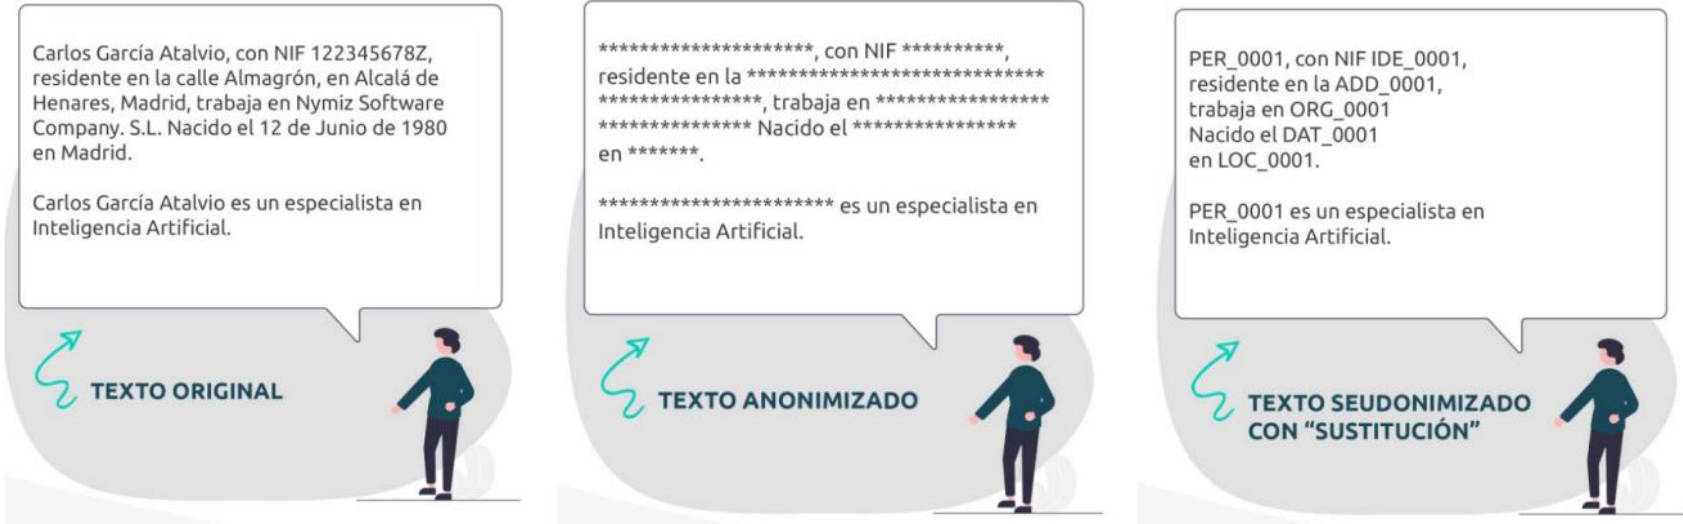 Carlos García Atalvio, con NIF 122345678Z,
residente en la calle Almagrón, en Alcalá de
Henares, Madrid, trabaja en Nymiz Software
Company. S.L. Nacido el 12 de Junio de 1980
en Madrid.
Carlos García Atalvio es un especialista en
Inteligencia Artificial.
TEXTO ORIGINAL
*********************, con NIF **********,
residente en la *****************************
****************, trabaja en *****************
*************** Nacido el ****************
en *******.
*********************** es un especialista en
Inteligencia Artificial.
TEXTO ANONIMIZADO
PER_0001, con NIF IDE_0001,
residente en la ADD_0001,
trabaja en ORG_0001
Nacido el DAT_0001
en LOC_0001.
PER_0001 es un especialista en
Inteligencia Artificial.
TEXTO SEUDONIMIZADO
CON “SUSTITUCIÓN”